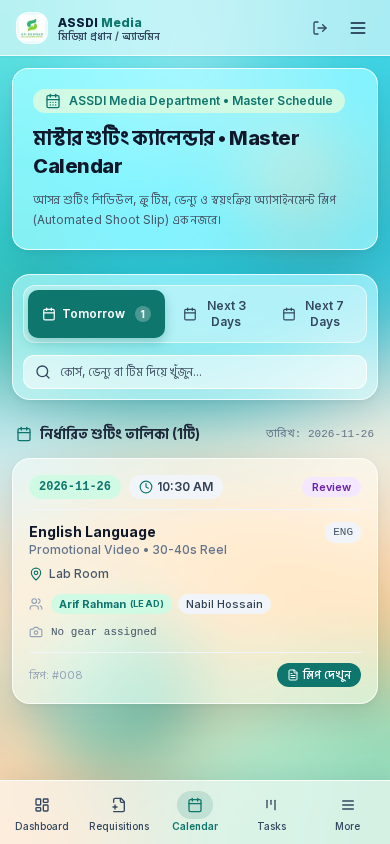 ASSDI Media
মিডিয়া প্রধান / অ্যাডমিন
ASSDI Media Department • Master Schedule
মাস্টার শুটিং ক্যালেন্ডার • Master
Calendar
আসন্ন শুটিং শিডিউল, ক্রু টিম, ভেন্যু ও স্বয়ংক্রিয় অ্যাসাইনমেন্ট স্লিপ
(Automated Shoot Slip) একনজরে।
Tomorrow 1
Next 3
Days
Next 7
Days
কোর্স, ভেন্যু বা টিম দিয়ে খুঁজুন...
নির্ধারিত শুটিং তালিকা (1টি)
তারিখ: 2026-11-26
2026-11-26 10:30 AM Review
English Language ENG
Promotional Video • 30-40s Reel
Lab Room
Arif Rahman (LEAD) Nabil Hossain
No gear assigned
স্লিপ: #008 স্লিপ দেখুন
Dashboard Requisitions Calendar Tasks More